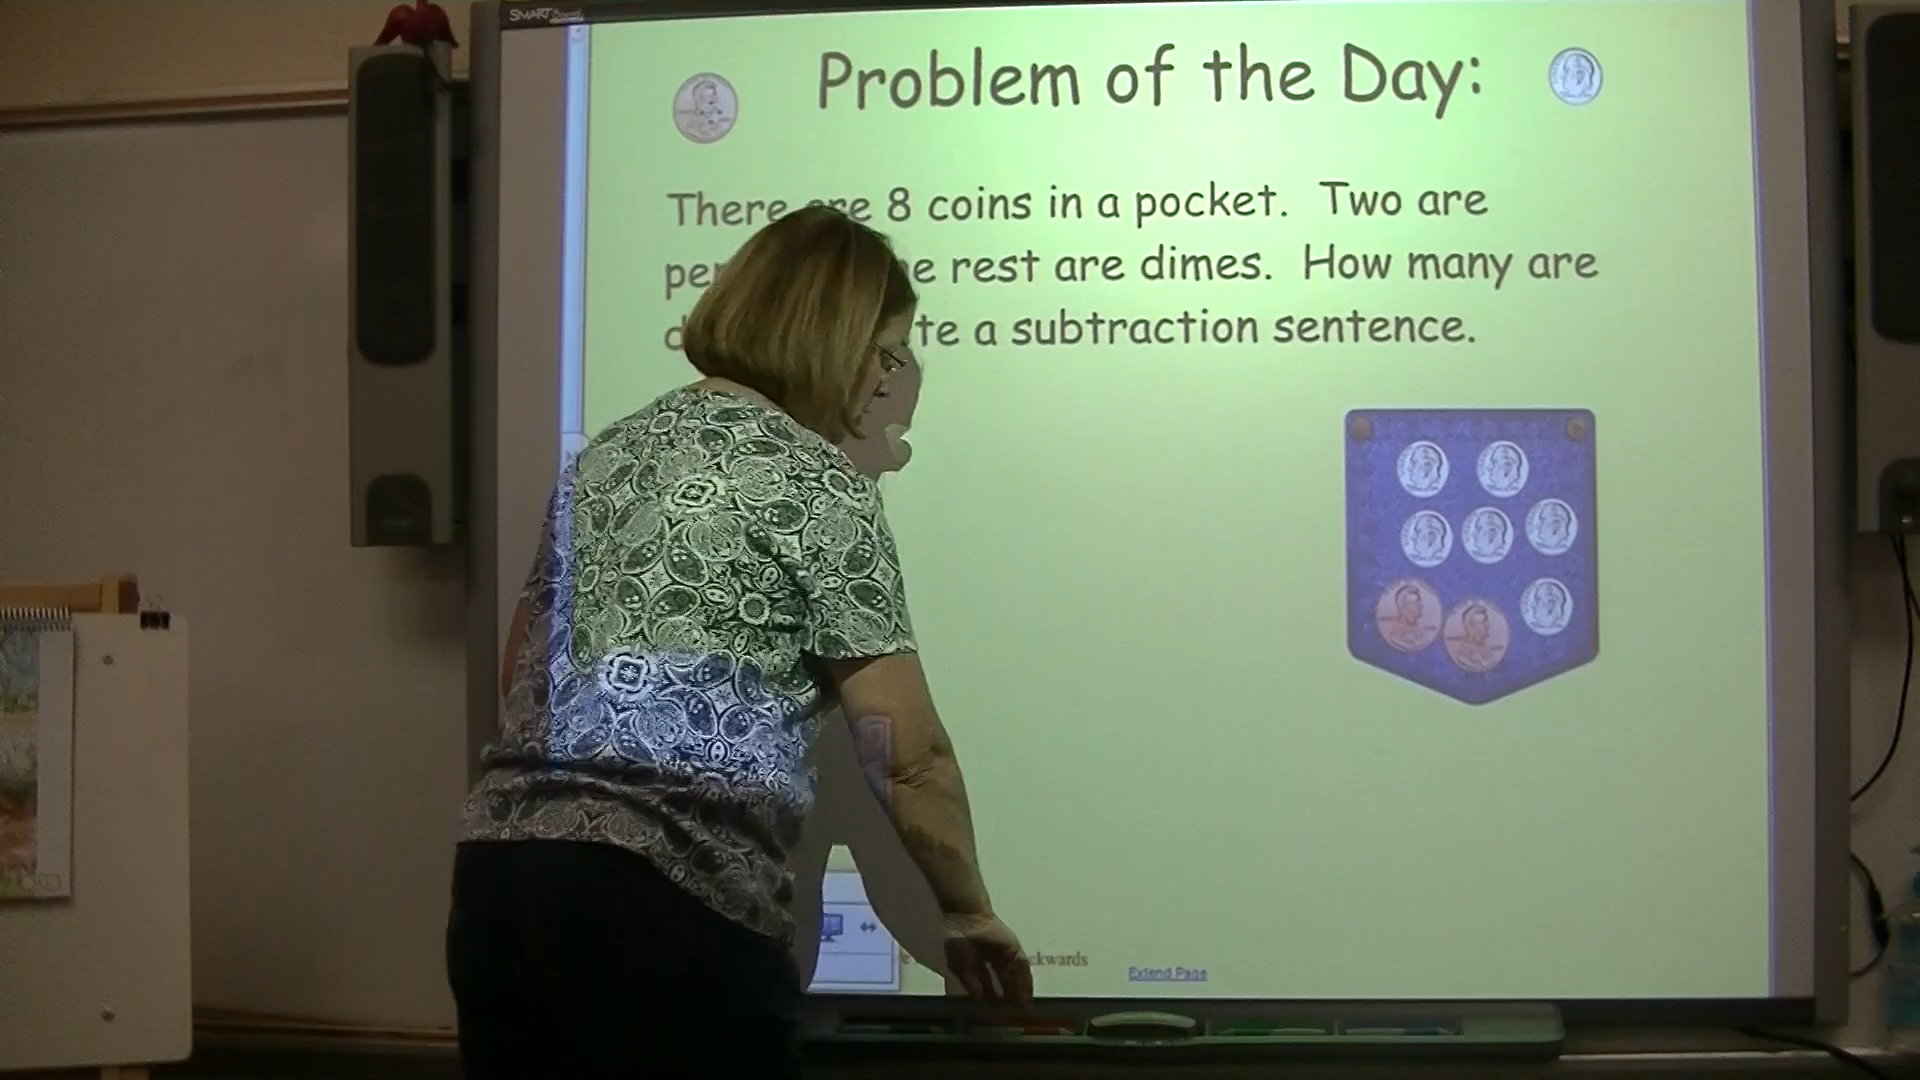 SMART Board
Problem of the Day:
There are 8 coins in a pocket. Two are
rest are dimes. How many are
a subtraction sentence.
Extend Page